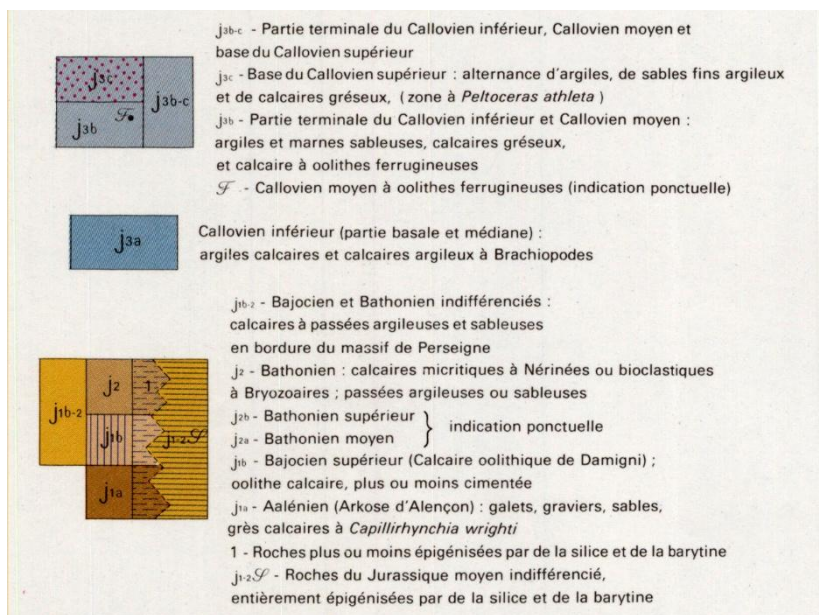 j3b-c - Partie terminale du Callovien inférieur, Callovien moyen et
base du Callovien supérieur
j3c - Base du Callovien supérieur : alternance d'argiles, de sables fins argileux
et de calcaires gréseux, (zone à Peltoceras athleta)
j3b - Partie terminale du Callovien inférieur et Callovien moyen :
argiles et marnes sableuses, calcaires gréseux,
et calcaire à oolithes ferrugineuses
F - Callovien moyen à oolithes ferrugineuses (indication ponctuelle)
j3c
j3b-c
j3b
F
j3a
Callovien inférieur (partie basale et médiane) :
argiles calcaires et calcaires argileux à Brachiopodes
j1b-2 - Bajocien et Bathonien indifférenciés :
calcaires à passées argileuses et sableuses
en bordure du massif de Perseigne
j2 - Bathonien : calcaires micritiques à Nérinées ou bioclastiques
à Bryozoaires ; passées argileuses ou sableuses
j2b - Bathonien supérieur
j2a - Bathonien moyen
} indication ponctuelle
j1b - Bajocien supérieur (Calcaire oolithique de Damigni) ;
oolithe calcaire, plus ou moins cimentée
j1a - Aalénien (Arkose d'Alençon) : galets, graviers, sables,
grès calcaires à Capillirhynchia wrighti
1 - Roches plus ou moins épigénisées par de la silice et de la barytine
j1-2S - Roches du Jurassique moyen indifférencié,
entièrement épigénisées par de la silice et de la barytine
j1b-2
j2
1
j1b
j1-2S
j1a